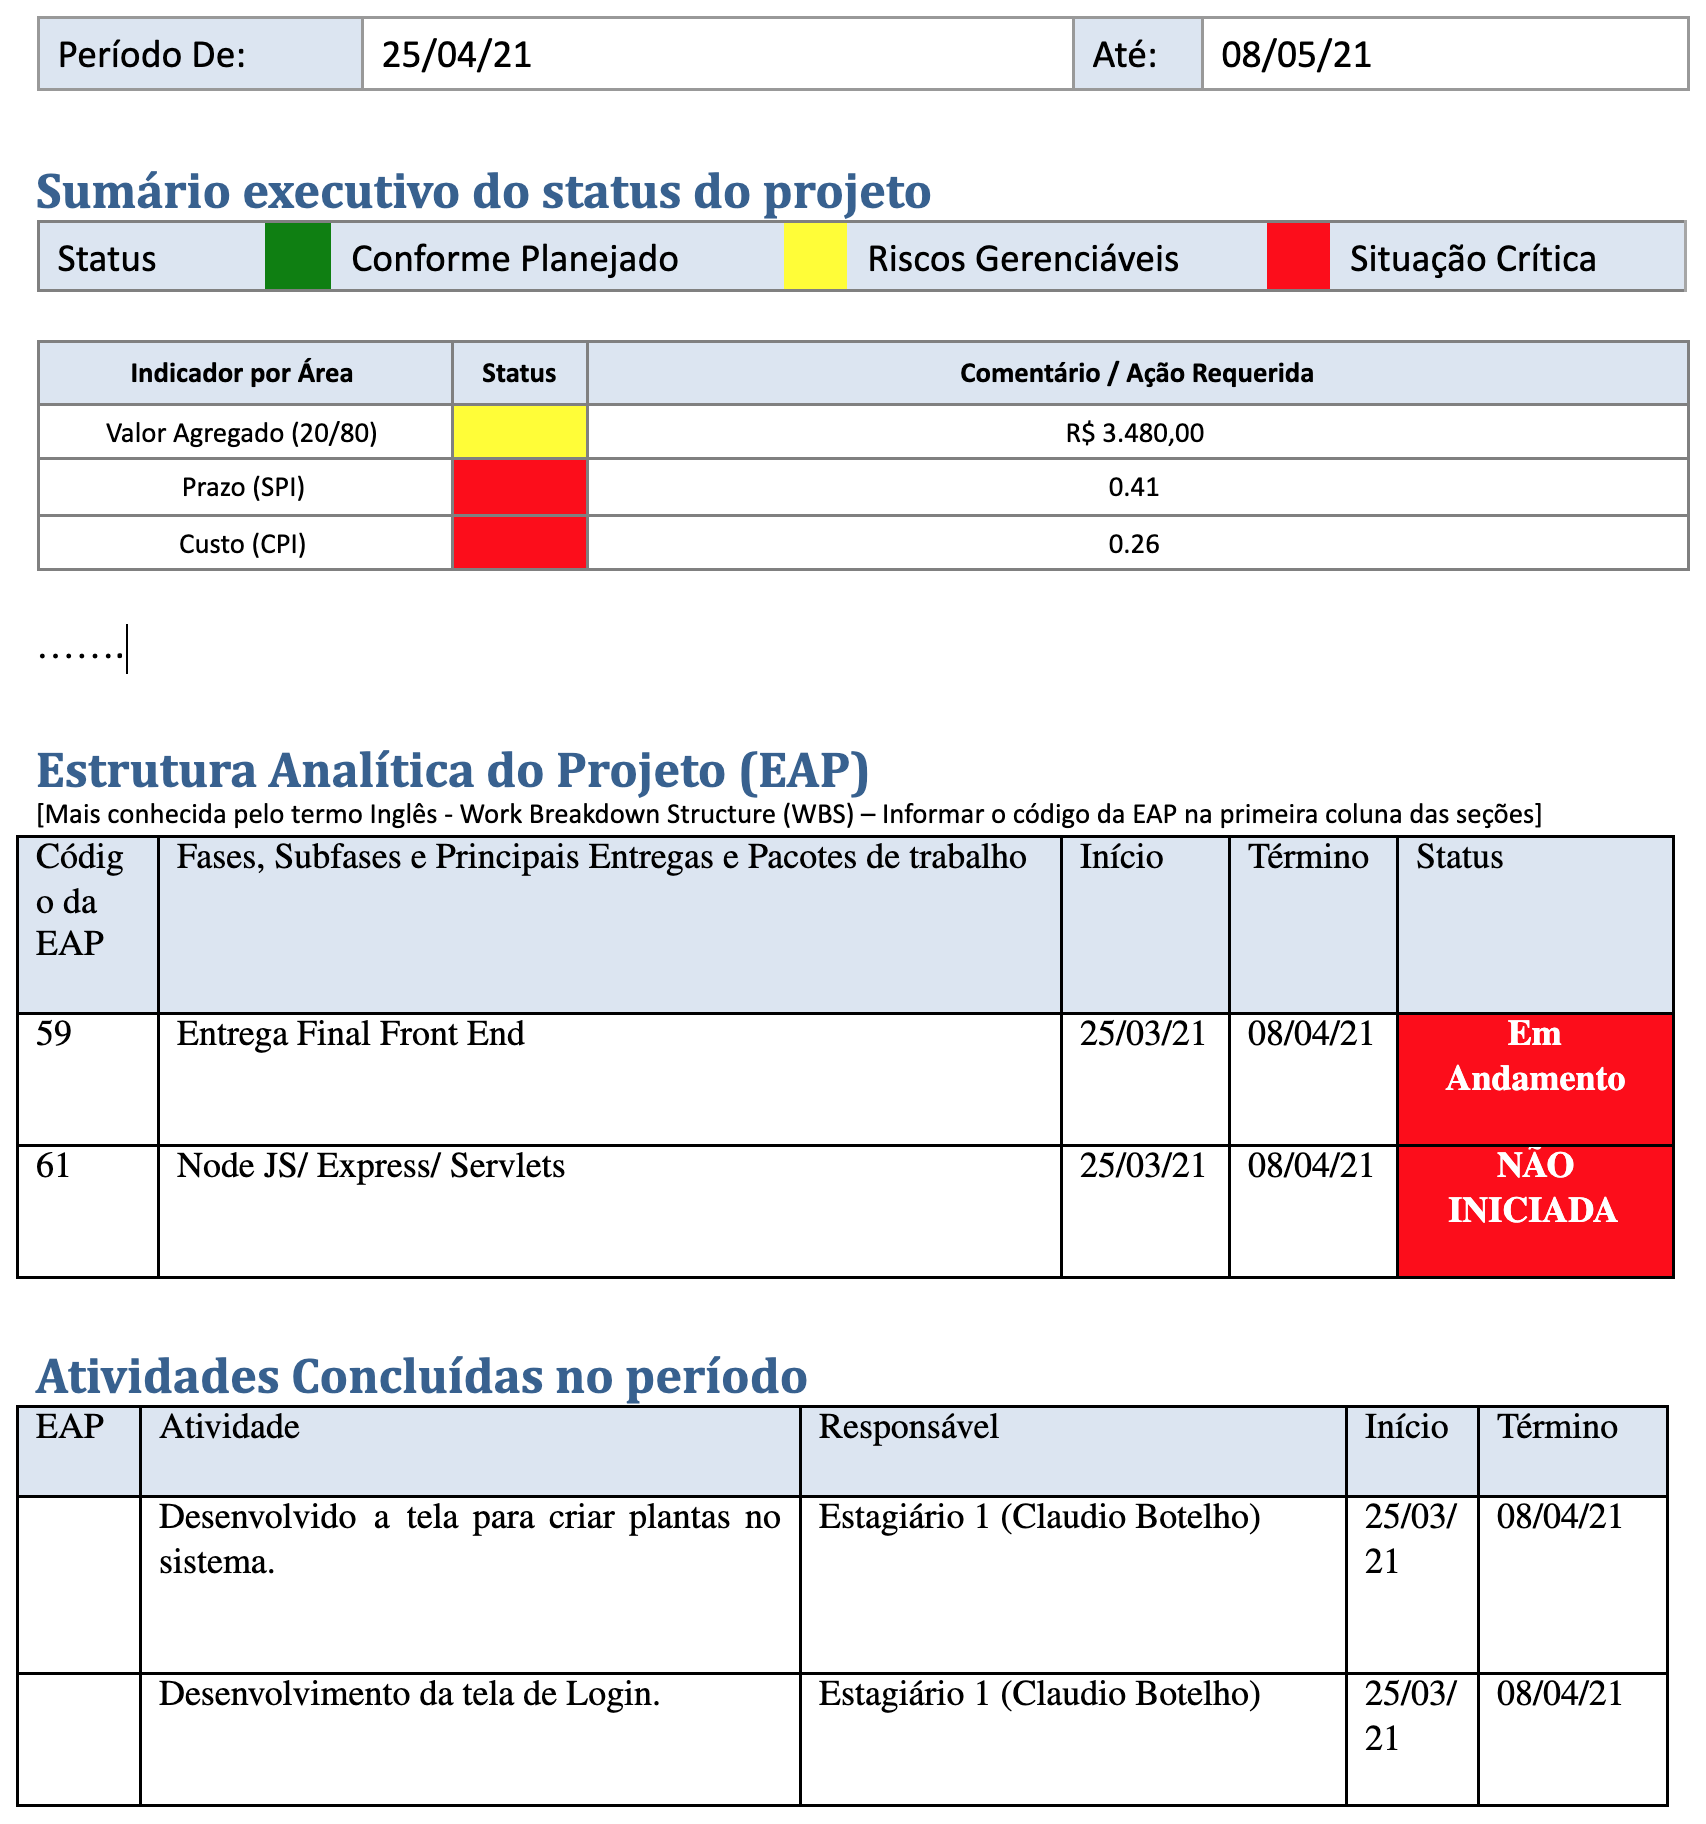 Período De: 25/04/21 Até: 08/05/21
Sumário executivo do status do projeto
Status Conforme Planejado Riscos Gerenciáveis Situação Crítica
Indicador por Área Status Comentário / Ação Requerida
Valor Agregado (20/80) R$ 3.480,00
Prazo (SPI) 0.41
Custo (CPI) 0.26
.......
Estrutura Analítica do Projeto (EAP)
[Mais conhecida pelo termo Inglês - Work Breakdown Structure (WBS) – Informar o código da EAP na primeira coluna das seções]
Códig Fases, Subfases e Principais Entregas e Pacotes de trabalho Início Término Status
o da
EAP
59 Entrega Final Front End 25/03/21 08/04/21 Em
Andamento
61 Node JS/ Express/ Servlets 25/03/21 08/04/21 NÃO
INICIADA
Atividades Concluídas no período
EAP Atividade Responsável Início Término
Desenvolvido a tela para criar plantas no Estagiário 1 (Claudio Botelho) 25/03/ 08/04/21
sistema. 21
Desenvolvimento da tela de Login. Estagiário 1 (Claudio Botelho) 25/03/ 08/04/21
21